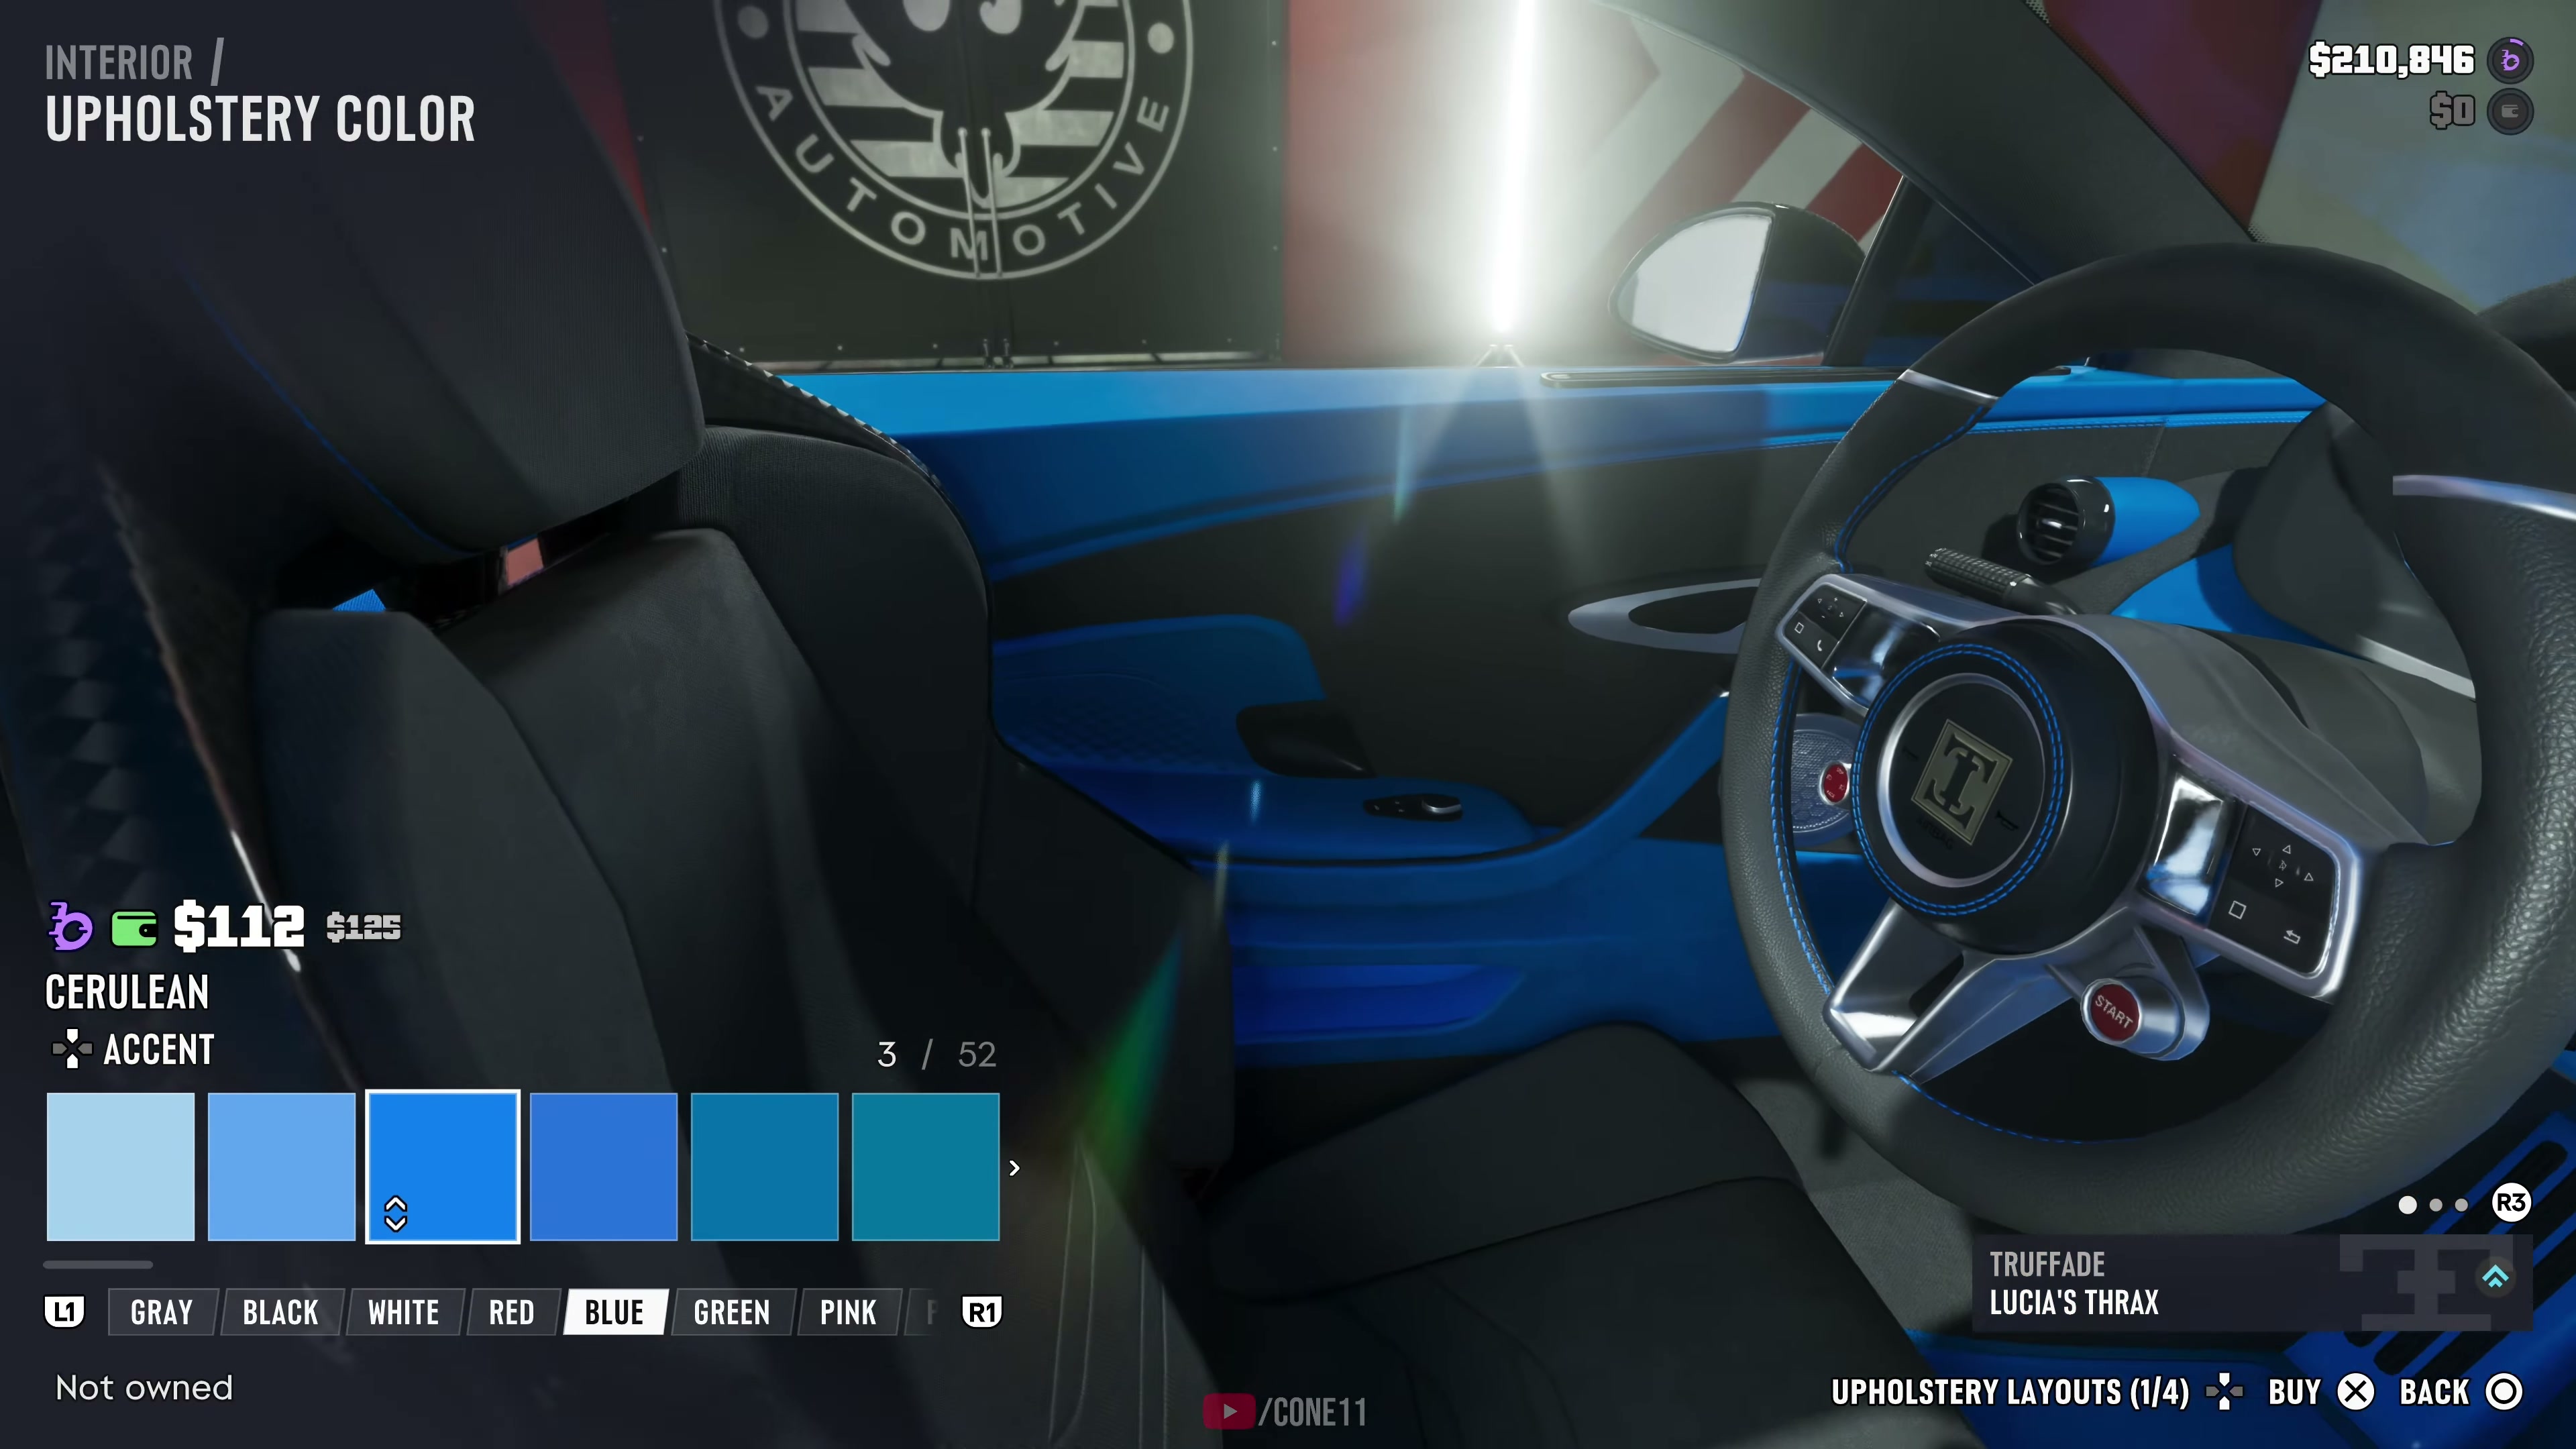 INTERIOR /
UPHOLSTERY COLOR
AUTOMOTIVE
$210,846
$0
$112 $125
CERULEAN
ACCENT
3 / 52
START
R3
TRUFFADE
LUCIA'S THRAX
L1 GRAY BLACK WHITE RED BLUE GREEN PINK R1
Not owned
/CONE11
UPHOLSTERY LAYOUTS (1/4) BUY BACK